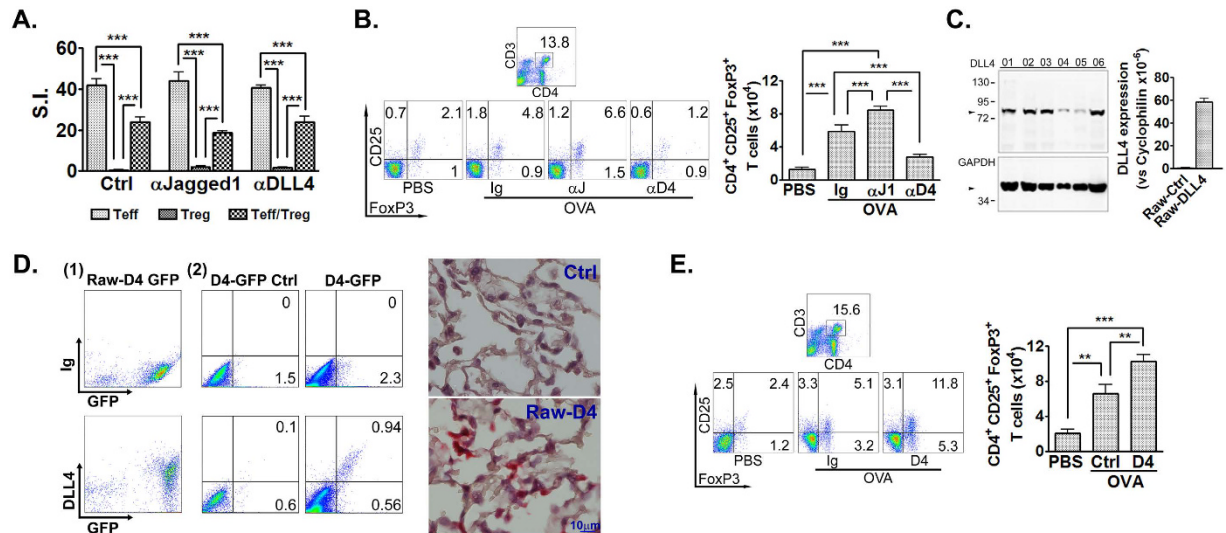 A.
S.I.
60
40
20
0
***
***
***
***
***
***
***
***
***
Ctrl αJagged1 αDLL4
Teff Treg Teff/Treg
B.
CD3
13.8
CD4
CD25
0.7 2.1
1
1.8 4.8
0.9
1.2 6.6
1.5
0.6 1.2
0.9
PBS Ig αJ αD4
FoxP3 OVA
CD4⁺ CD25⁺ FoxP3⁺
T cells (x10⁴)
12
9
6
3
0
***
***
***
***
***
PBS Ig αJ1 αD4
OVA
C.
DLL4 01 02 03 04 05 06
130
95
72
GAPDH
34
DLL4 expression
(vs Cyclophilin x10⁻⁶)
80
60
40
20
0
Raw-Ctrl
Raw-DLL4
D.
(1) (2)
Raw-D4 GFP D4-GFP Ctrl D4-GFP
Ig
GFP
0
1.5
0
2.3
DLL4
GFP
0.1
0.6
0.94
0.56
Ctrl
Raw-D4
10μm
E.
CD3
15.6
CD4
CD25
2.5 2.4
1.2
3.3 5.1
3.2
3.1 11.8
5.3
PBS Ig D4
FoxP3 OVA
CD4⁺ CD25⁺ FoxP3⁺
T cells (x10⁴)
12
9
6
3
0
***
**
**
PBS Ctrl D4
OVA